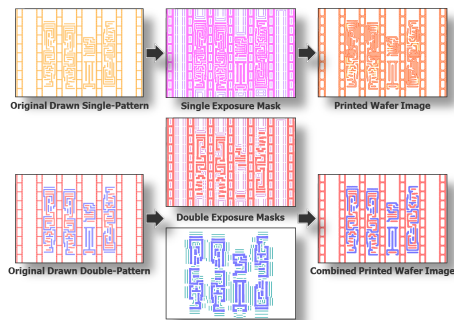 Original Drawn Single-Pattern
Single Exposure Mask
Printed Wafer Image
Double Exposure Masks
Original Drawn Double-Pattern
Combined Printed Wafer Image